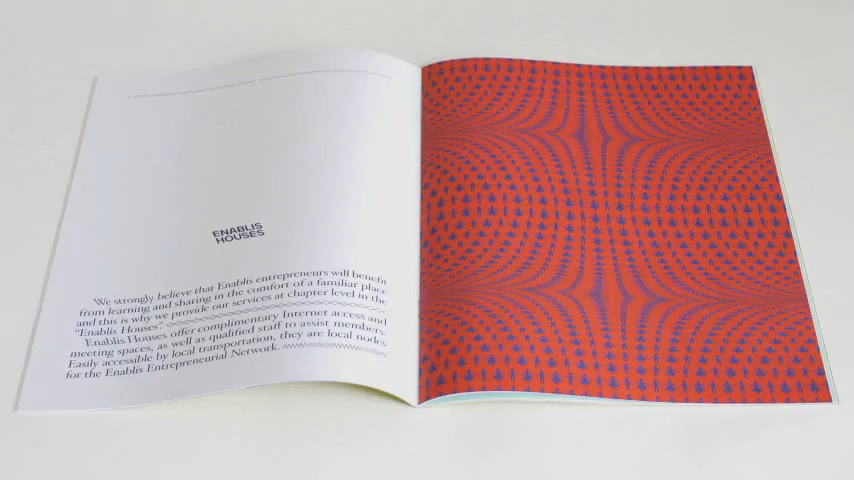 ENABLIS
HOUSES
We strongly believe that Enablis entrepreneurs will benefit
from learning and sharing in the comfort of a familiar place
and this is why we provide our services at chapter level in the
“Enablis Houses”.
Enablis Houses offer complimentary Internet access and
meeting spaces, as well as qualified staff to assist members.
Easily accessible by local transportation, they are local nodes
for the Enablis Entrepreneurial Network.